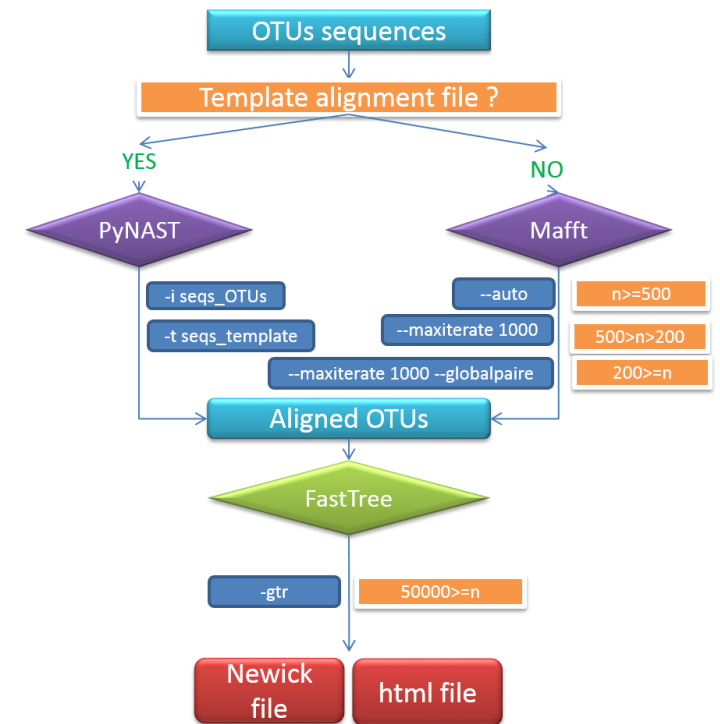 OTUs sequences
Template alignment file ?
YES
NO
PyNAST
Mafft
-i seqs_OTUs
--auto
n>=500
-t seqs_template
--maxiterate 1000
500>n>200
--maxiterate 1000 --globalpaire
200>=n
Aligned OTUs
FastTree
-gtr
50000>=n
Newick
file
html file